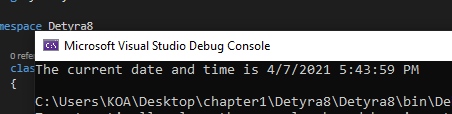 namespace Detyra8
Microsoft Visual Studio Debug Console
0 refe
clas
The current date and time is 4/7/2021 5:43:59 PM
{
C:\Users\KOA\Desktop\chapter1\Detyra8\Detyra8\bin\De